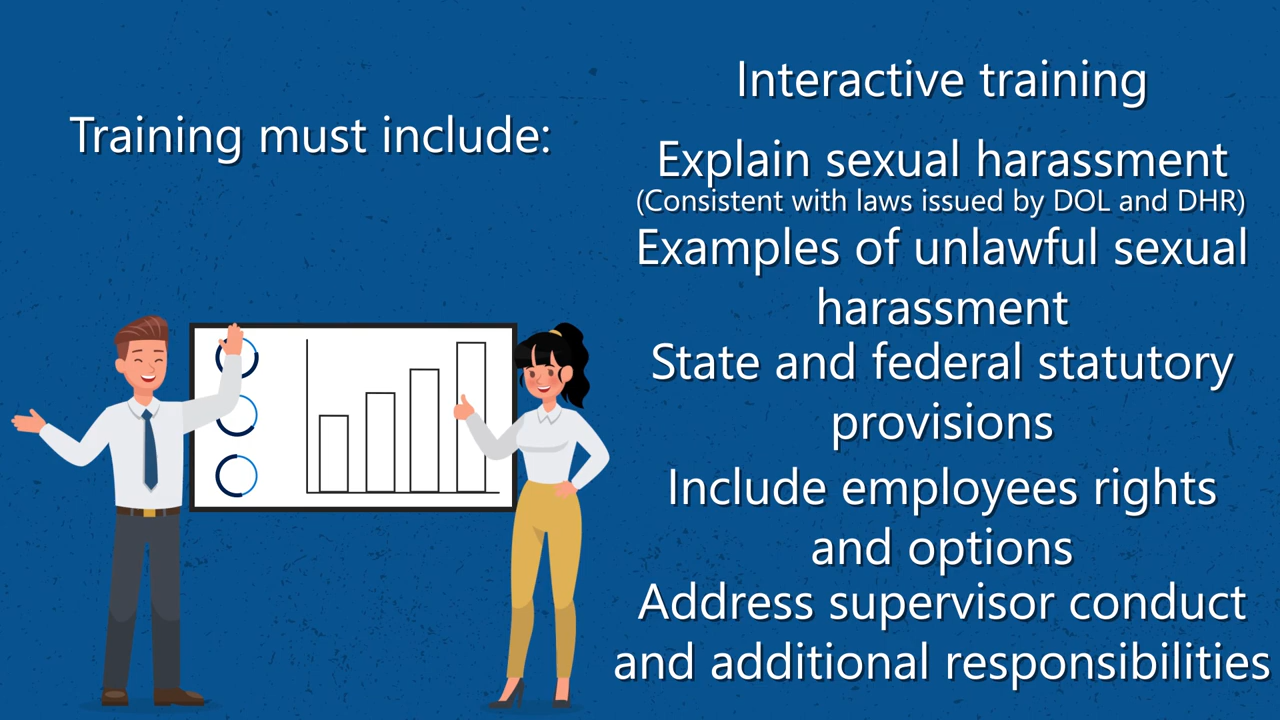 Training must include:
Interactive training
Explain sexual harassment
(Consistent with laws issued by DOL and DHR)
Examples of unlawful sexual
harassment
State and federal statutory
provisions
Include employees rights
and options
Address supervisor conduct
and additional responsibilities